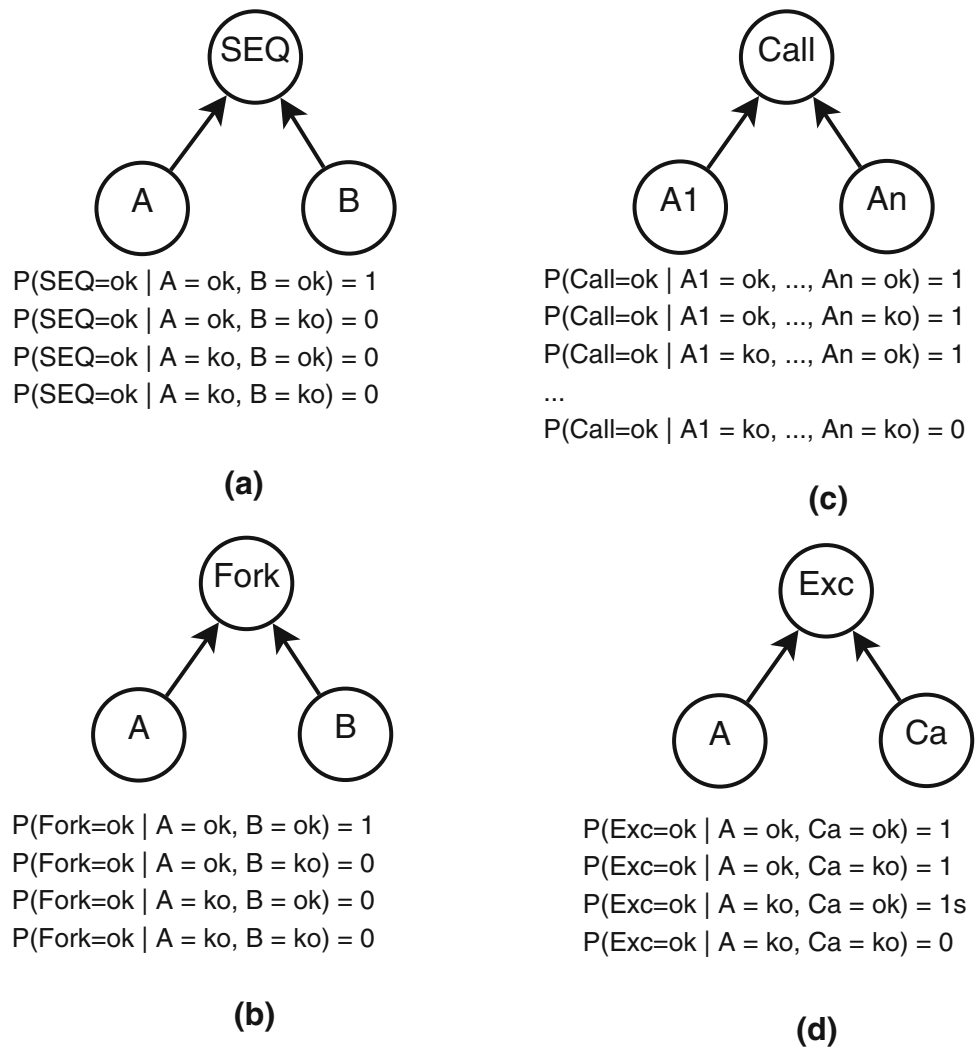 SEQ
A B
P(SEQ=ok | A = ok, B = ok) = 1
P(SEQ=ok | A = ok, B = ko) = 0
P(SEQ=ok | A = ko, B = ok) = 0
P(SEQ=ok | A = ko, B = ko) = 0
(a)
Call
A1 An
P(Call=ok | A1 = ok, ..., An = ok) = 1
P(Call=ok | A1 = ok, ..., An = ko) = 1
P(Call=ok | A1 = ko, ..., An = ok) = 1
...
P(Call=ok | A1 = ko, ..., An = ko) = 0
(c)
Fork
A B
P(Fork=ok | A = ok, B = ok) = 1
P(Fork=ok | A = ok, B = ko) = 0
P(Fork=ok | A = ko, B = ok) = 0
P(Fork=ok | A = ko, B = ko) = 0
(b)
Exc
A Ca
P(Exc=ok | A = ok, Ca = ok) = 1
P(Exc=ok | A = ok, Ca = ko) = 1
P(Exc=ok | A = ko, Ca = ok) = 1s
P(Exc=ok | A = ko, Ca = ko) = 0
(d)